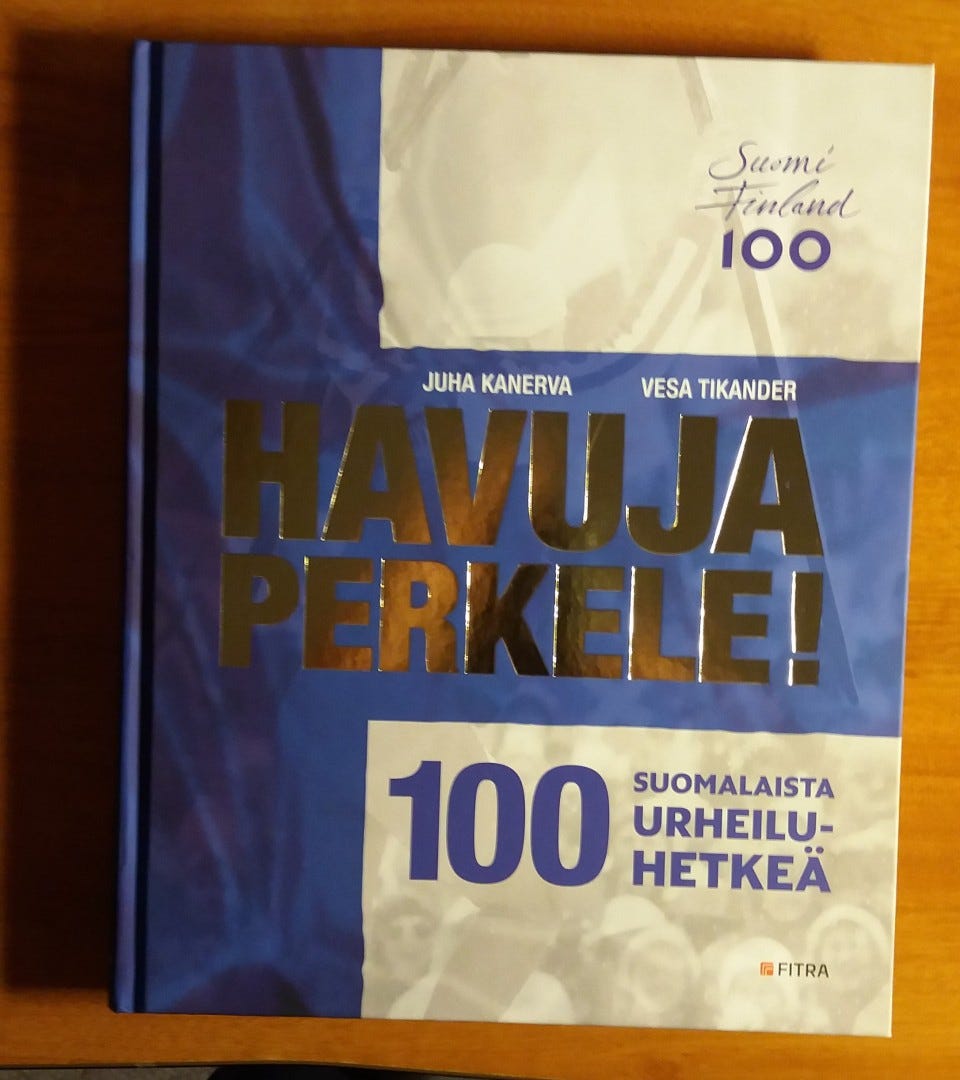 Suomi
Finland
100
JUHA KANERVA VESA TIKANDER
HAVUJA
PERKELE!
100 SUOMALAISTA
URHEILU-
HETKEÄ
FITRA